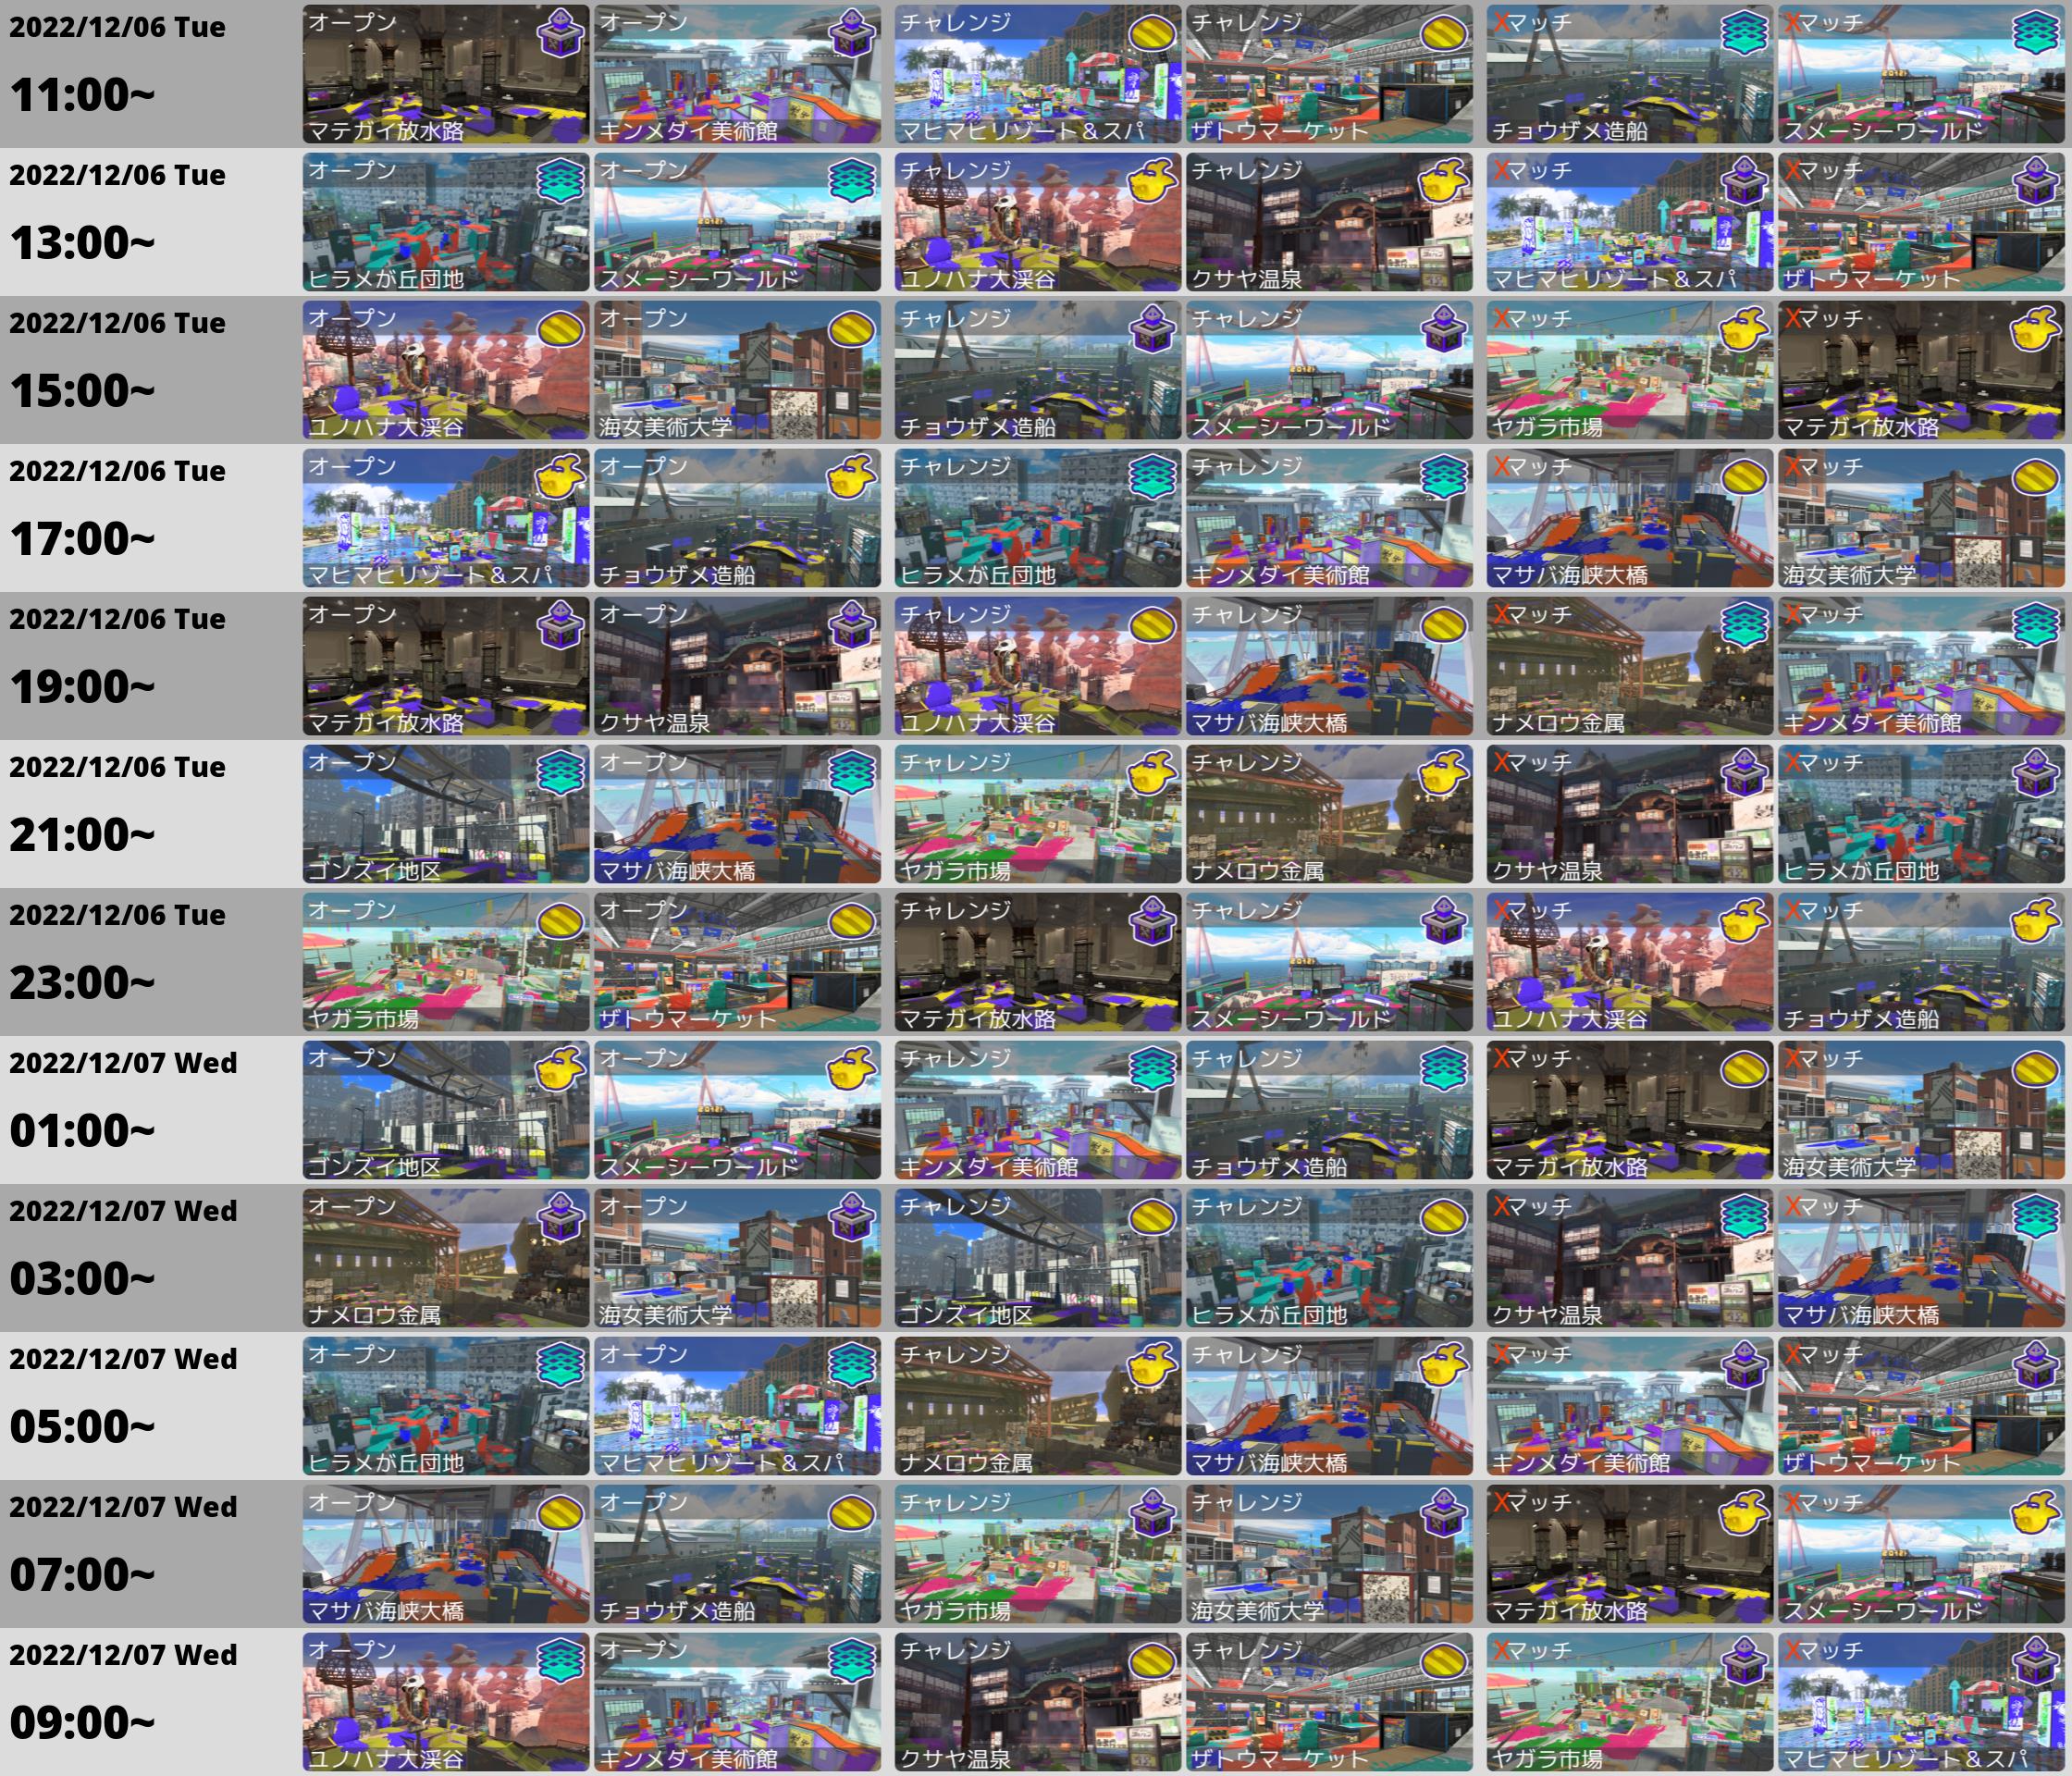 2022/12/06 Tue
11:00~
オープン オープン チャレンジ チャレンジ Xマッチ Xマッチ
マテガイ放水路 キンメダイ美術館 マヒマヒリゾート＆スパ ザトウマーケット チョウザメ造船 スメーシーワールド
2022/12/06 Tue
13:00~
オープン オープン チャレンジ チャレンジ Xマッチ Xマッチ
ヒラメが丘団地 スメーシーワールド ユノハナ大渓谷 クサヤ温泉 マヒマヒリゾート＆スパ ザトウマーケット
2022/12/06 Tue
15:00~
オープン オープン チャレンジ チャレンジ Xマッチ Xマッチ
ユノハナ大渓谷 海女美術大学 チョウザメ造船 スメーシーワールド ヤガラ市場 マテガイ放水路
2022/12/06 Tue
17:00~
オープン オープン チャレンジ チャレンジ Xマッチ Xマッチ
マヒマヒリゾート＆スパ チョウザメ造船 ヒラメが丘団地 キンメダイ美術館 マサバ海峡大橋 海女美術大学
2022/12/06 Tue
19:00~
オープン オープン チャレンジ チャレンジ Xマッチ Xマッチ
マテガイ放水路 クサヤ温泉 ユノハナ大渓谷 マサバ海峡大橋 ナメロウ金属 キンメダイ美術館
2022/12/06 Tue
21:00~
オープン オープン チャレンジ チャレンジ Xマッチ Xマッチ
ゴンズイ地区 マサバ海峡大橋 ヤガラ市場 ナメロウ金属 クサヤ温泉 ヒラメが丘団地
2022/12/06 Tue
23:00~
オープン オープン チャレンジ チャレンジ Xマッチ Xマッチ
ヤガラ市場 ザトウマーケット マテガイ放水路 スメーシーワールド ユノハナ大渓谷 チョウザメ造船
2022/12/07 Wed
01:00~
オープン オープン チャレンジ チャレンジ Xマッチ Xマッチ
ゴンズイ地区 スメーシーワールド キンメダイ美術館 チョウザメ造船 マテガイ放水路 海女美術大学
2022/12/07 Wed
03:00~
オープン オープン チャレンジ チャレンジ Xマッチ Xマッチ
ナメロウ金属 海女美術大学 ゴンズイ地区 ヒラメが丘団地 クサヤ温泉 マサバ海峡大橋
2022/12/07 Wed
05:00~
オープン オープン チャレンジ チャレンジ Xマッチ Xマッチ
ヒラメが丘団地 マヒマヒリゾート＆スパ ナメロウ金属 マサバ海峡大橋 キンメダイ美術館 ザトウマーケット
2022/12/07 Wed
07:00~
オープン オープン チャレンジ チャレンジ Xマッチ Xマッチ
マサバ海峡大橋 チョウザメ造船 ヤガラ市場 海女美術大学 マテガイ放水路 スメーシーワールド
2022/12/07 Wed
09:00~
オープン オープン チャレンジ チャレンジ Xマッチ Xマッチ
ユノハナ大渓谷 キンメダイ美術館 クサヤ温泉 ザトウマーケット ヤガラ市場 マヒマヒリゾート＆スパ